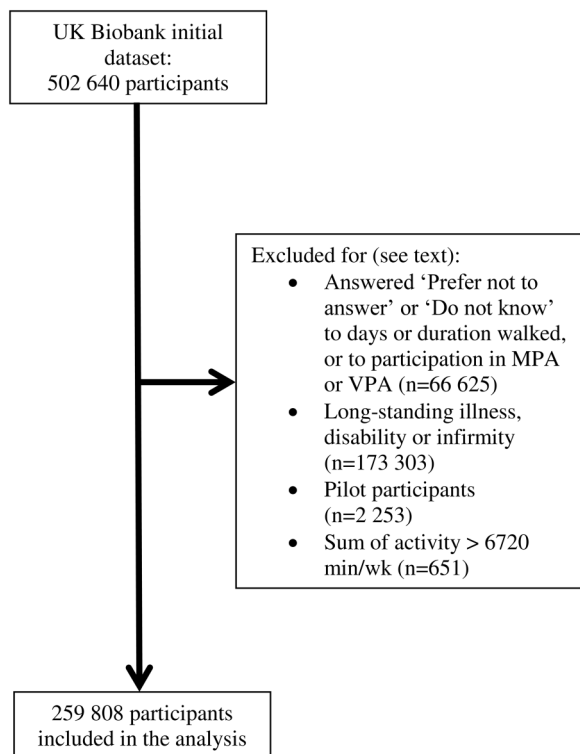 UK Biobank initial
dataset:
502 640 participants
Excluded for (see text):
• Answered ‘Prefer not to
answer’ or ‘Do not know’
to days or duration walked,
or to participation in MPA
or VPA (n=66 625)
• Long-standing illness,
disability or infirmity
(n=173 303)
• Pilot participants
(n=2 253)
• Sum of activity > 6720
min/wk (n=651)
259 808 participants
included in the analysis